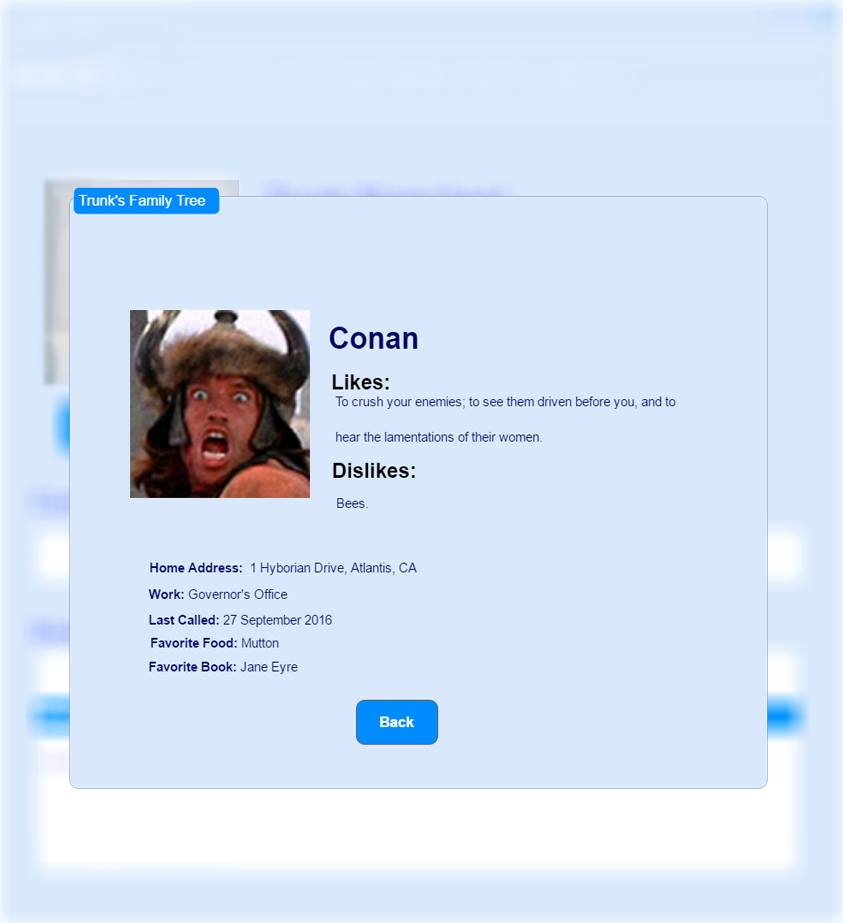 Trunk's Family Tree
Conan
Likes:
To crush your enemies; to see them driven before you, and to
hear the lamentations of their women.
Dislikes:
Bees.
Home Address: 1 Hyborian Drive, Atlantis, CA
Work: Governor's Office
Last Called: 27 September 2016
Favorite Food: Mutton
Favorite Book: Jane Eyre
Back